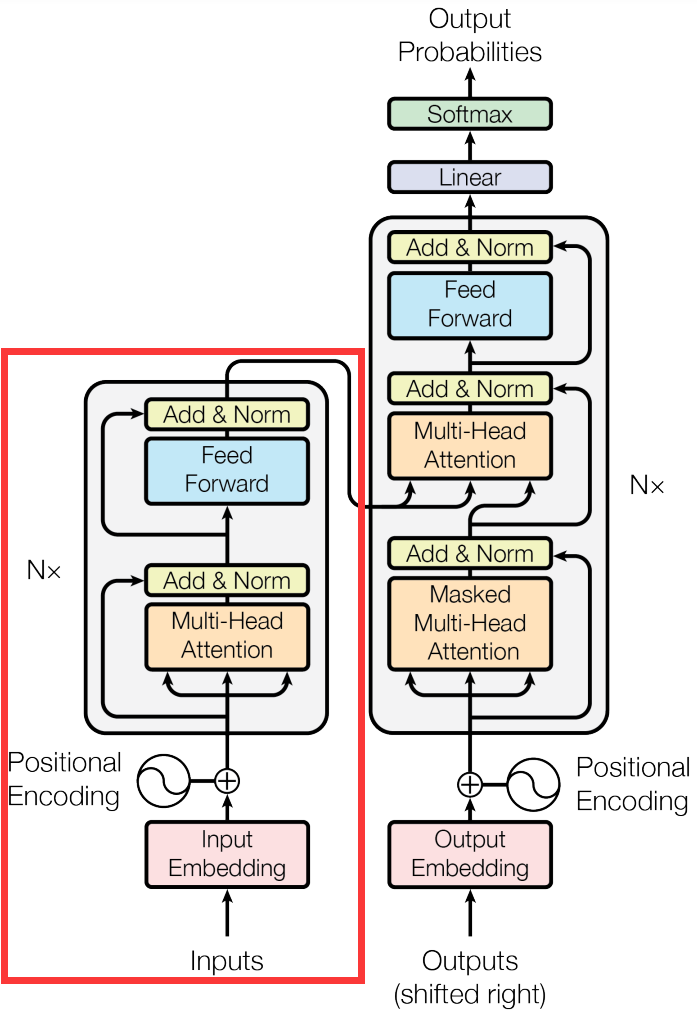 Output
Probabilities
Softmax
Linear
Add & Norm
Feed
Forward
Add & Norm
Multi-Head
Attention
Nx
Add & Norm
Masked
Multi-Head
Attention
Positional
Encoding
Output
Embedding
Outputs
(shifted right)
Add & Norm
Feed
Forward
Nx
Add & Norm
Multi-Head
Attention
Positional
Encoding
Input
Embedding
Inputs